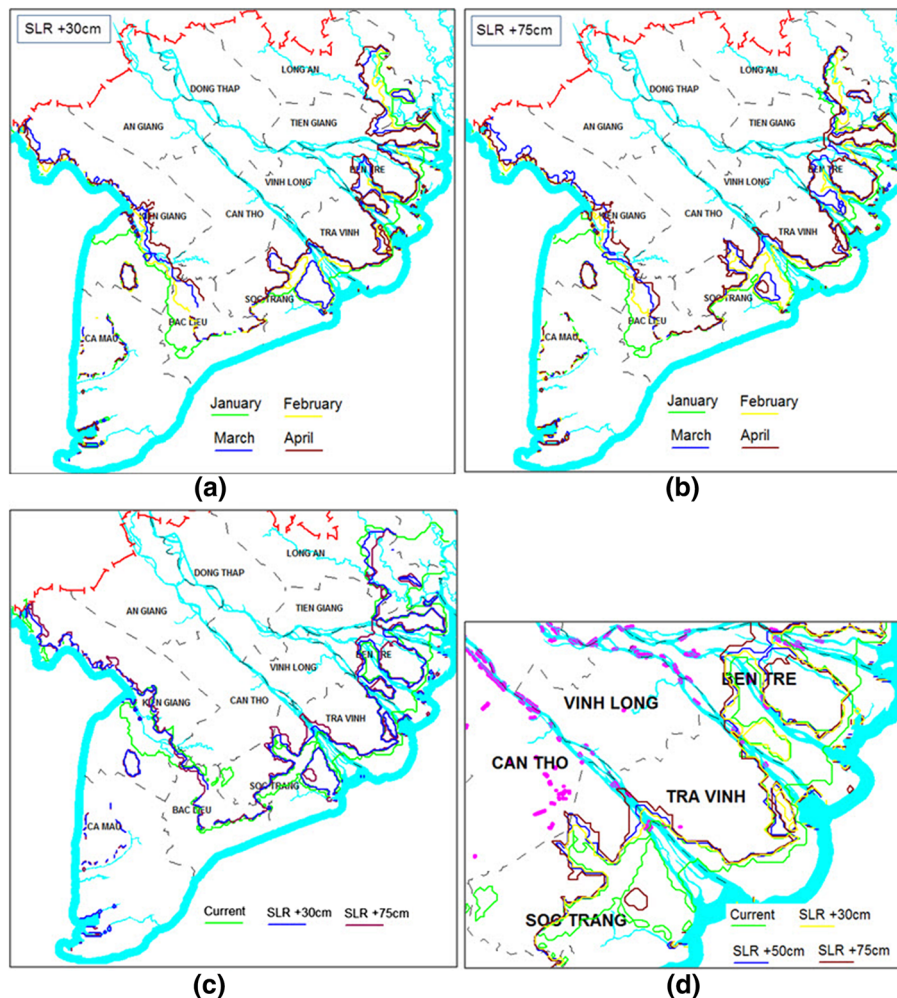 SLR +30cm
LONG AN
DONG THAP
AN GIANG
TIEN GIANG
BEN TRE
VINH LONG
KIEN GIANG
CAN THO
TRA VINH
SOC TRANG
BAC LIEU
CA MAU
January February
March April
(a)
SLR +75cm
LONG AN
DONG THAP
AN GIANG
TIEN GIANG
BEN TRE
VINH LONG
KIEN GIANG
CAN THO
TRA VINH
SOC TRANG
BAC LIEU
CA MAU
January February
March April
(b)
LONG AN
DONG THAP
AN GIANG
TIEN GIANG
BEN TRE
VINH LONG
KIEN GIANG
CAN THO
TRA VINH
SOC TRANG
BAC LIEU
CA MAU
Current SLR +30cm SLR +75cm
(c)
BEN TRE
VINH LONG
CAN THO
TRA VINH
SOC TRANG
Current SLR +30cm
SLR +50cm SLR +75cm
(d)